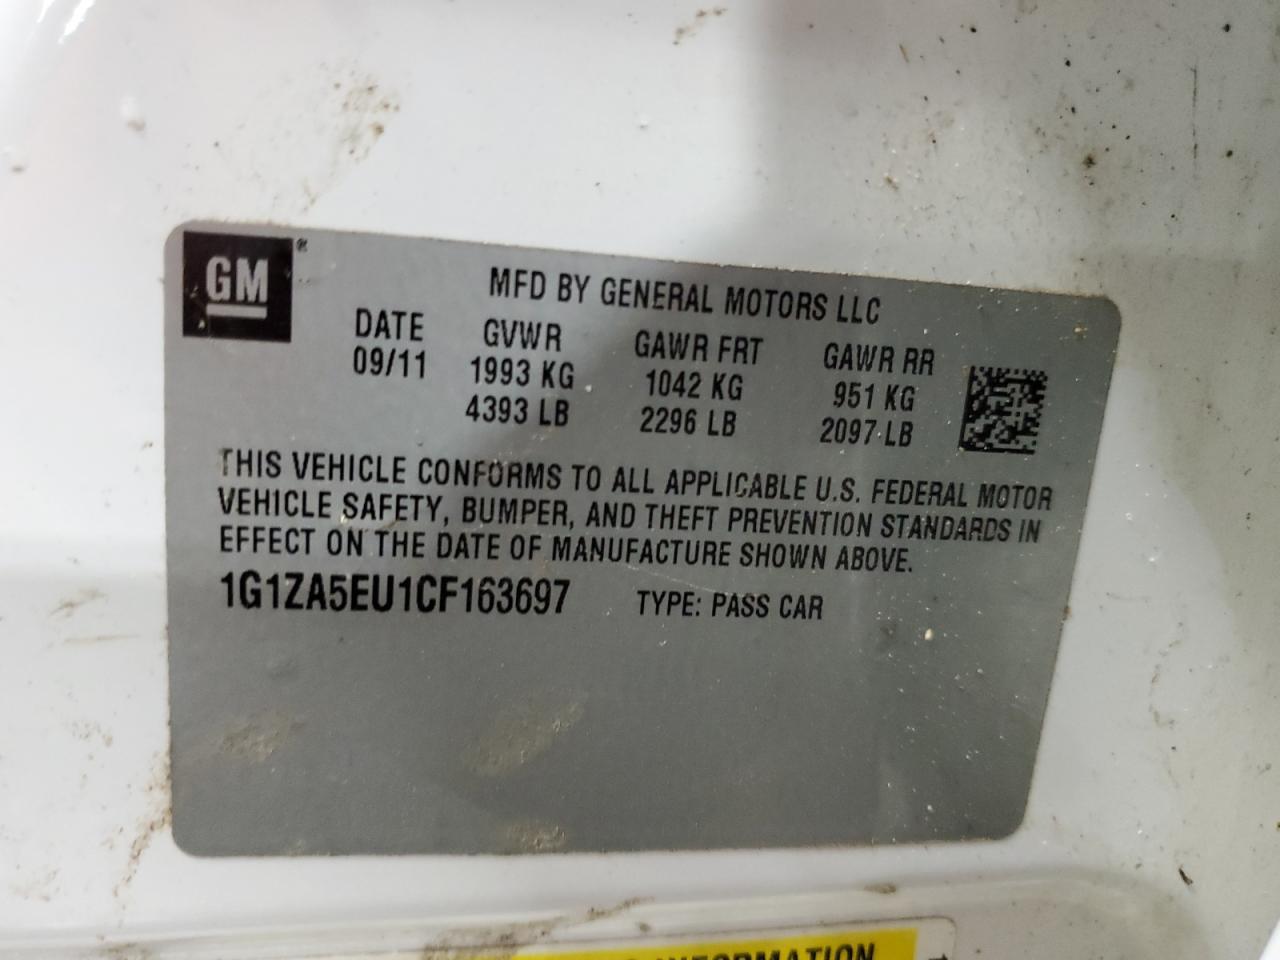 GM®
MFD BY GENERAL MOTORS LLC
DATE GVWR GAWR FRT GAWR RR
09/11 1993 KG 1042 KG 951 KG
4393 LB 2296 LB 2097 LB
THIS VEHICLE CONFORMS TO ALL APPLICABLE U.S. FEDERAL MOTOR
VEHICLE SAFETY, BUMPER, AND THEFT PREVENTION STANDARDS IN
EFFECT ON THE DATE OF MANUFACTURE SHOWN ABOVE.
1G1ZA5EU1CF163697 TYPE: PASS CAR
INFORMATION